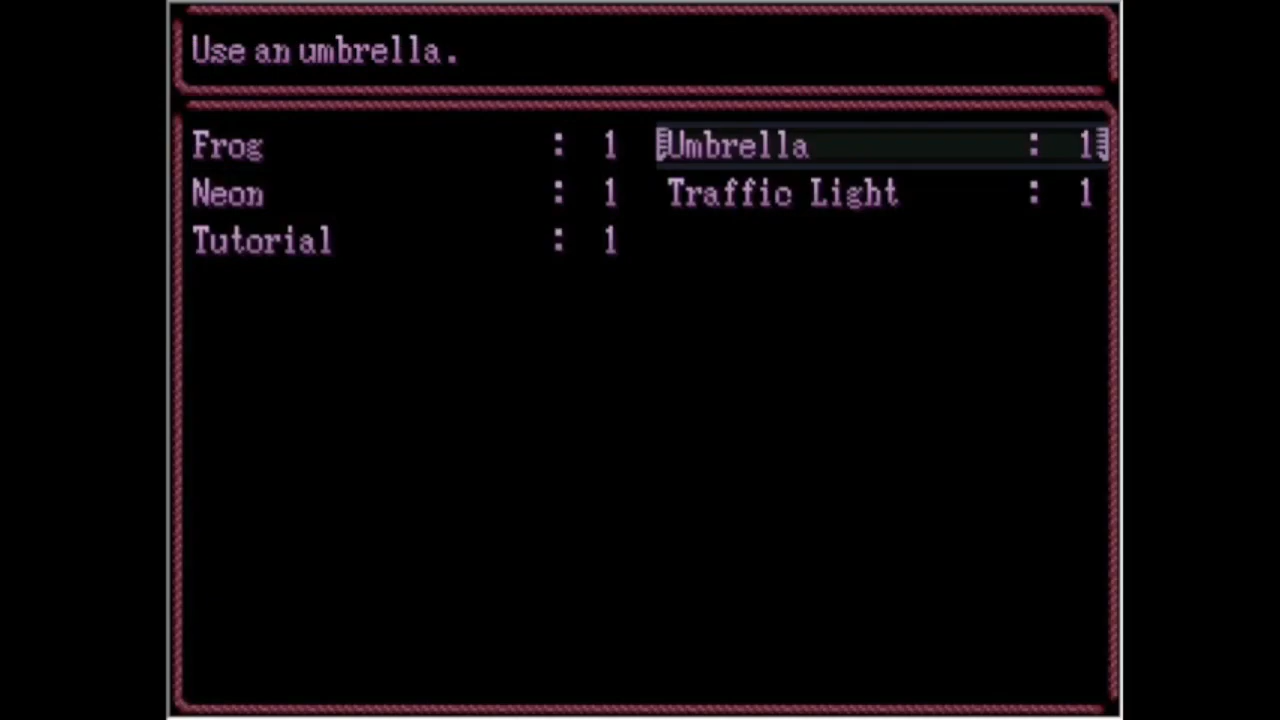 Use an umbrella.
Frog : 1 Umbrella : 1
Neon : 1 Traffic Light : 1
Tutorial : 1